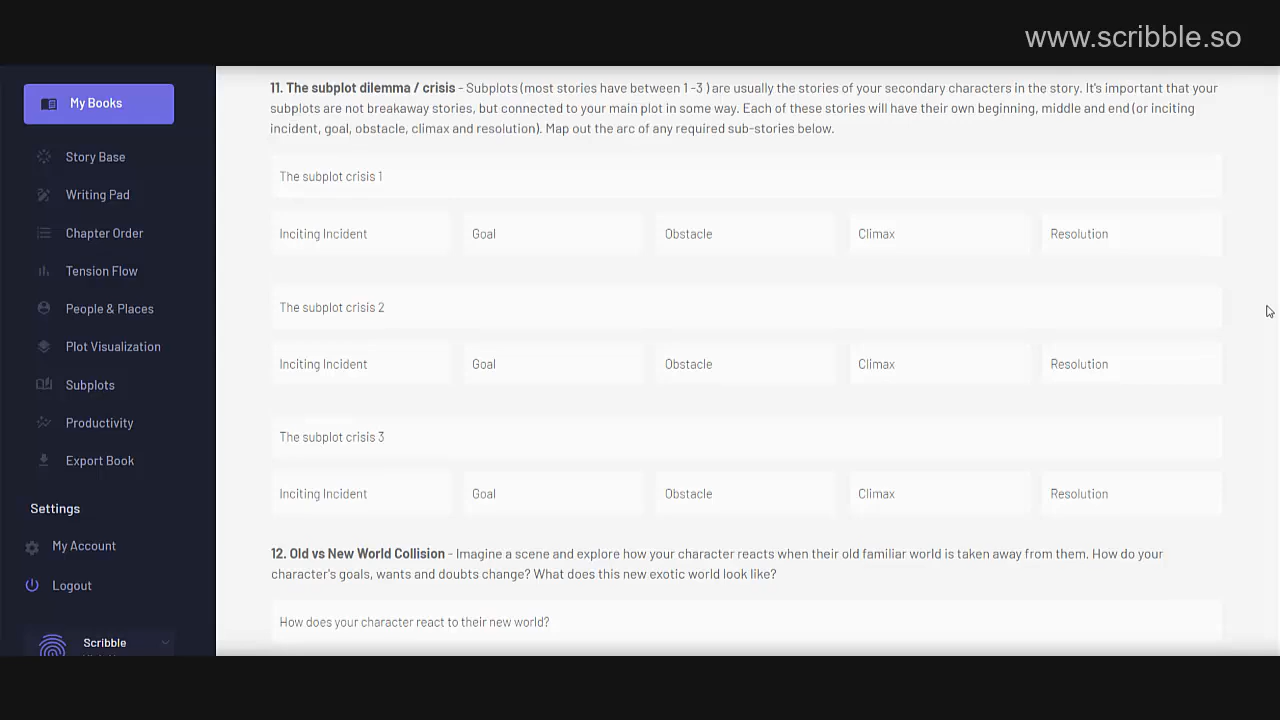 www.scribble.so
My Books
Story Base
Writing Pad
Chapter Order
Tension Flow
People & Places
Plot Visualization
Subplots
Productivity
Export Book
Settings
My Account
Logout
Scribble
11. The subplot dilemma / crisis - Subplots (most stories have between 1 -3 ) are usually the stories of your secondary characters in the story. It's important that your
subplots are not breakaway stories, but connected to your main plot in some way. Each of these stories will have their own beginning, middle and end (or inciting
incident, goal, obstacle, climax and resolution). Map out the arc of any required sub-stories below.
The subplot crisis 1
Inciting Incident Goal Obstacle Climax Resolution
The subplot crisis 2
Inciting Incident Goal Obstacle Climax Resolution
The subplot crisis 3
Inciting Incident Goal Obstacle Climax Resolution
12. Old vs New World Collision - Imagine a scene and explore how your character reacts when their old familiar world is taken away from them. How do your
character's goals, wants and doubts change? What does this new exotic world look like?
How does your character react to their new world?